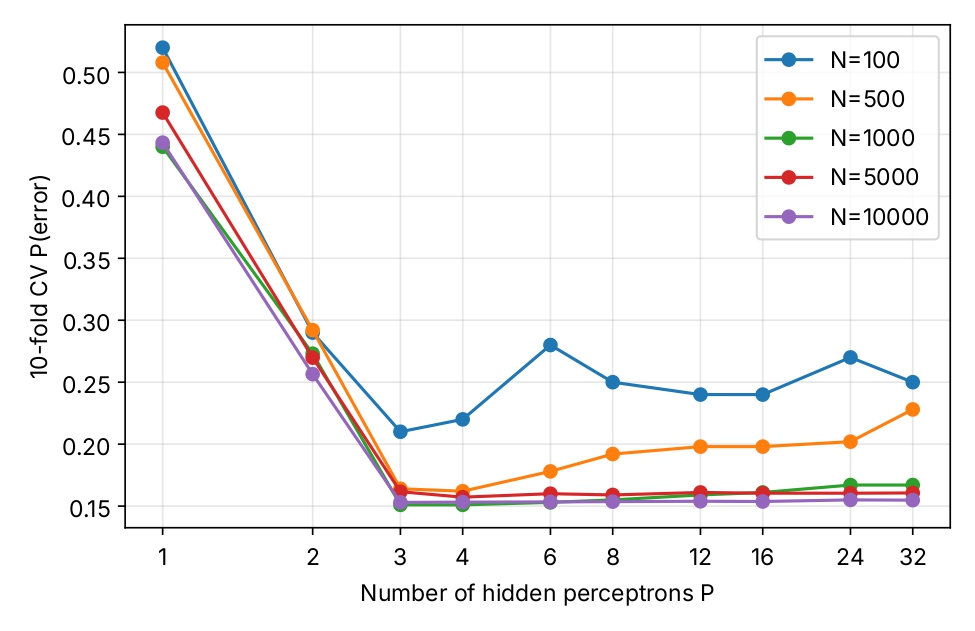 0.50
0.45
0.40
0.35
0.30
0.25
0.20
0.15
10-fold CV P(error)
N=100
N=500
N=1000
N=5000
N=10000
1 2 3 4 6 8 12 16 24 32
Number of hidden perceptrons P